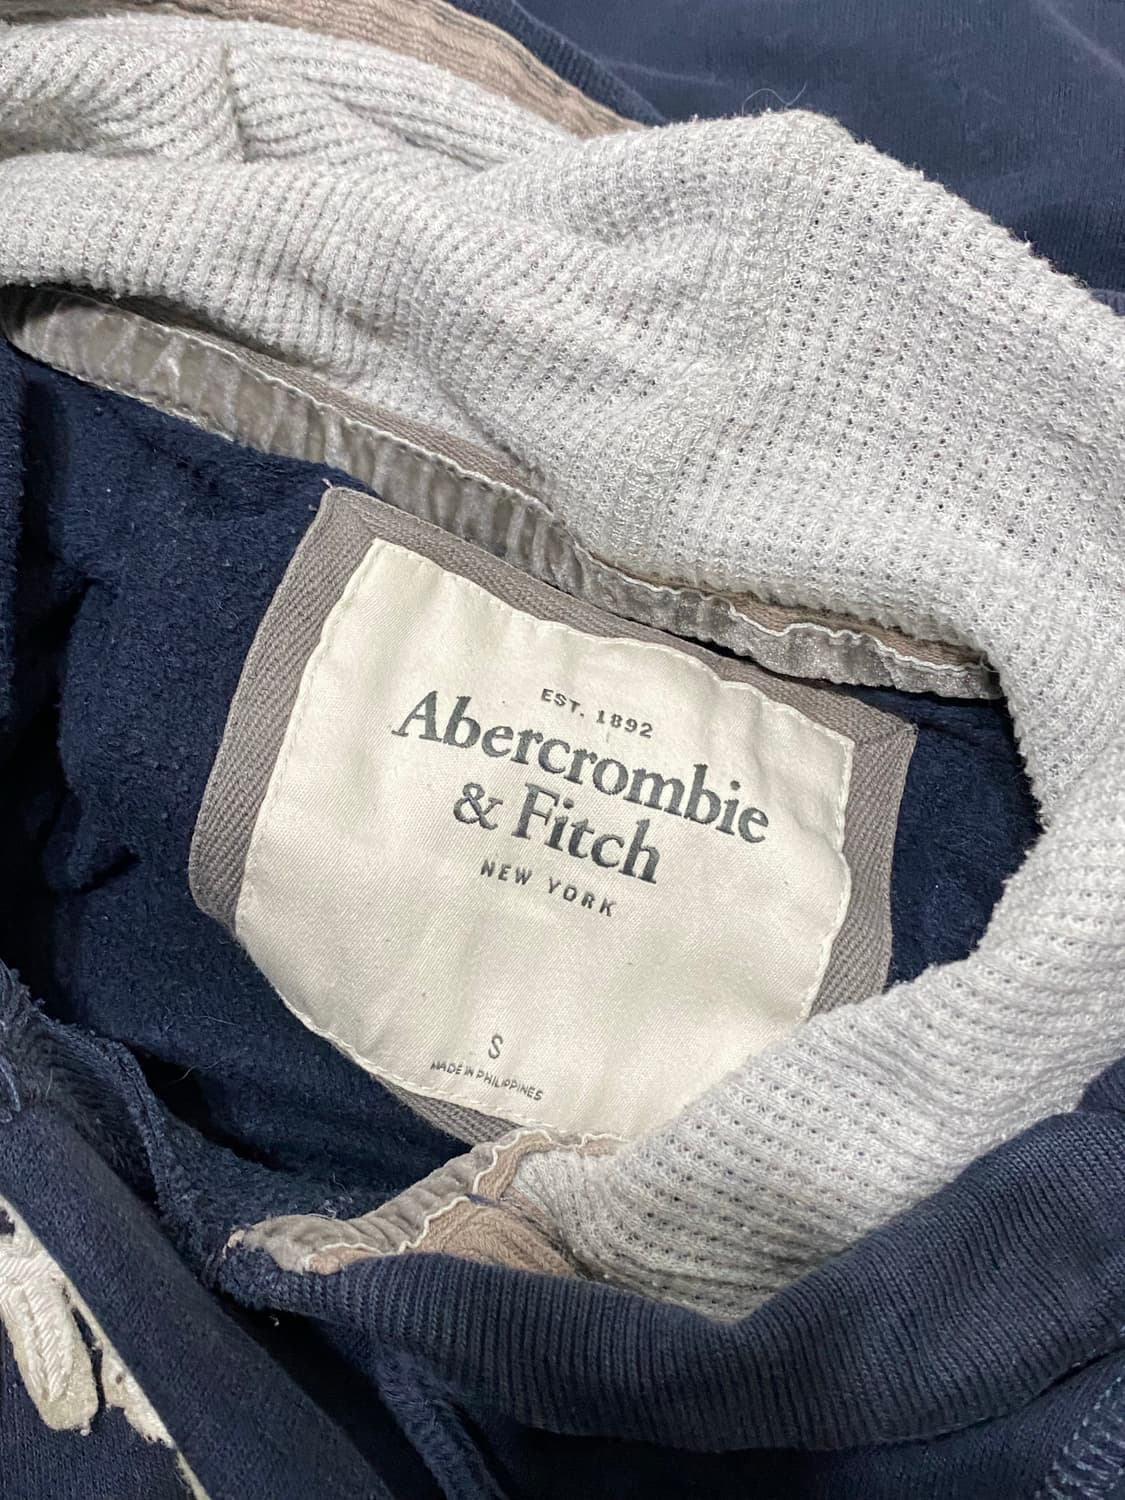 EST. 1892
Abercrombie
& Fitch
NEW YORK
S
MADE IN PHILIPPINES